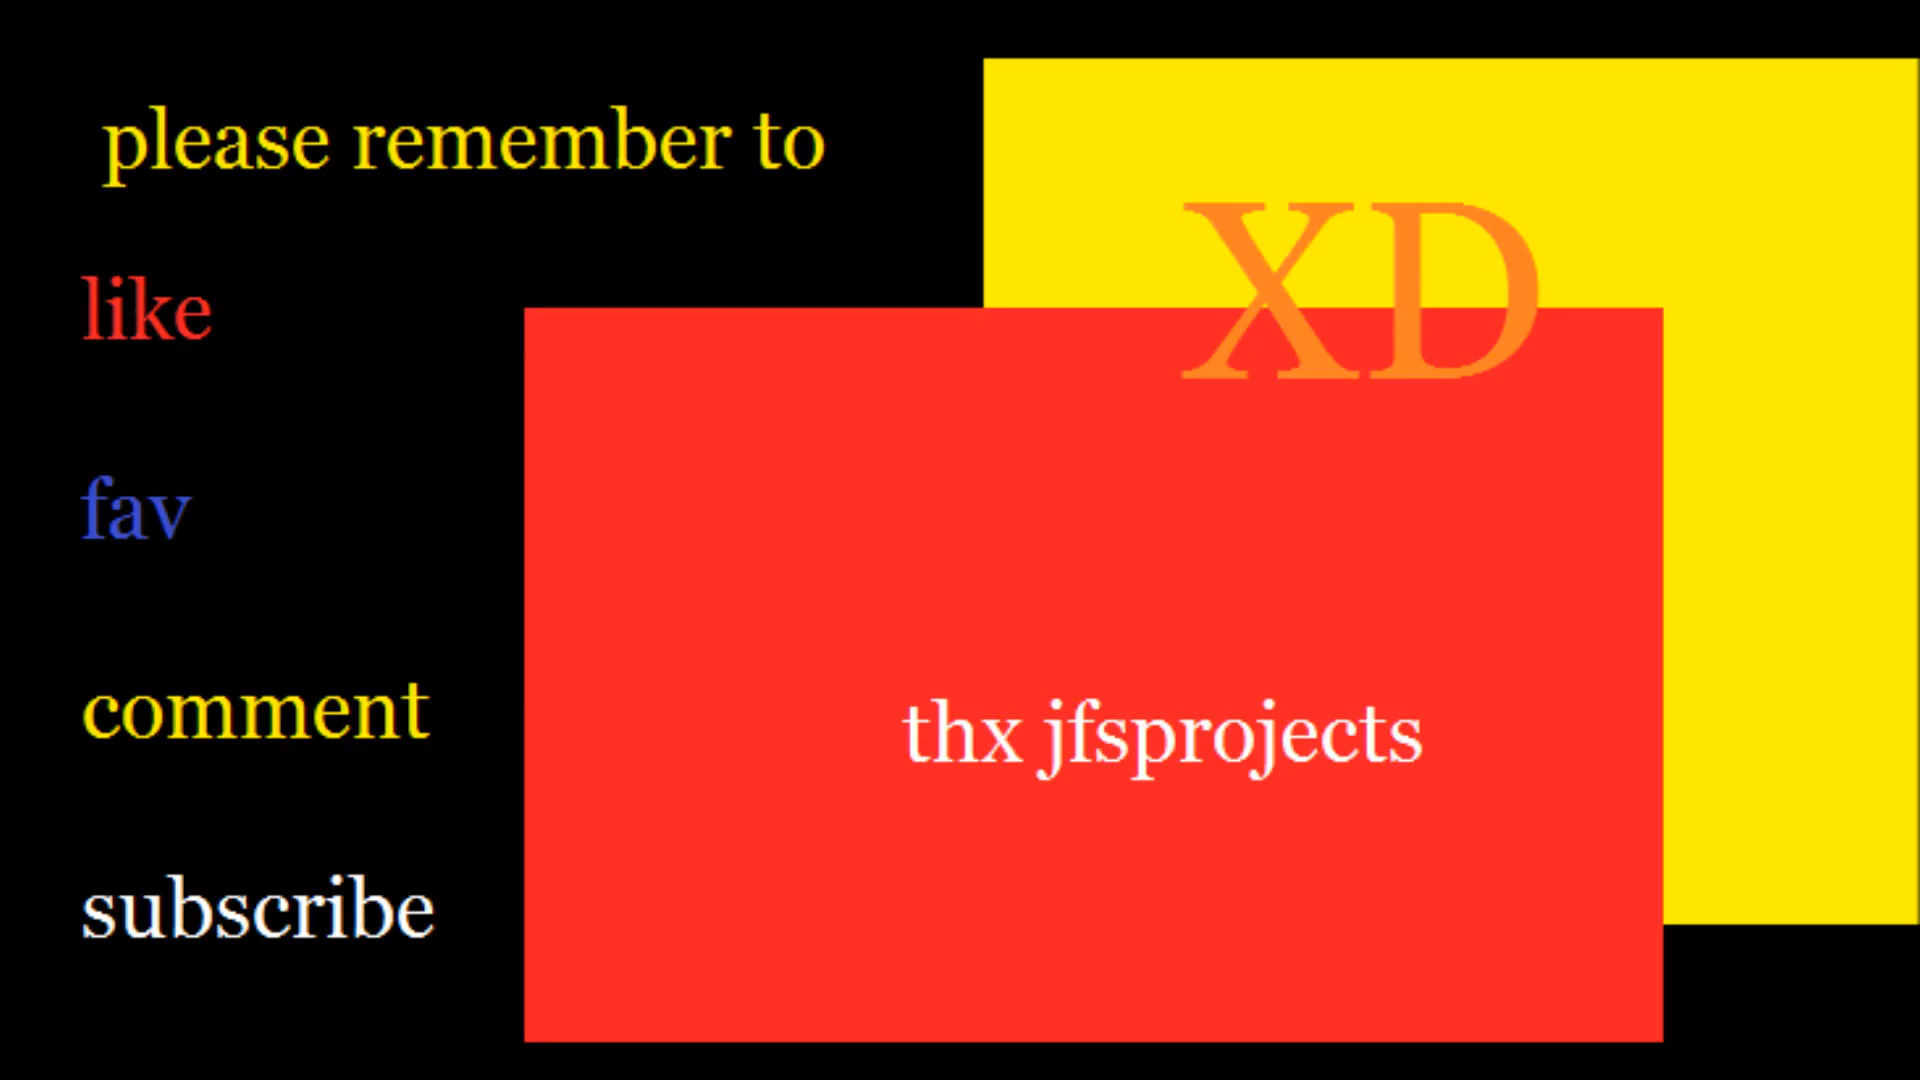 please remember to
XD
like
fav
comment
thx jfsprojects
subscribe